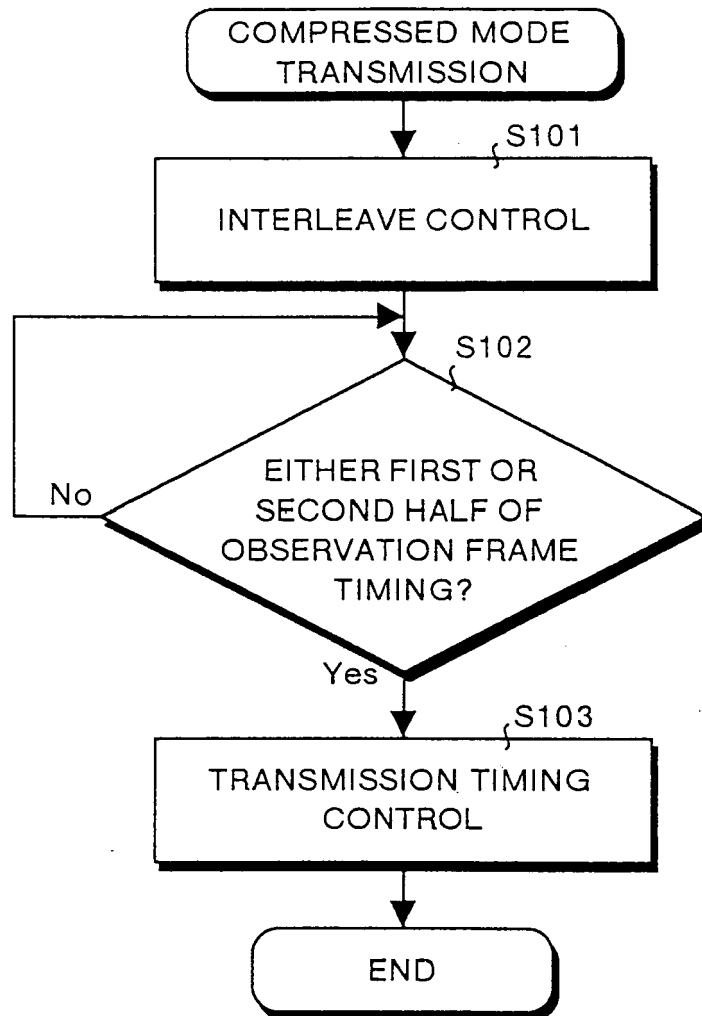 COMPRESSED MODE
TRANSMISSION
S101
INTERLEAVE CONTROL
S102
EITHER FIRST OR
SECOND HALF OF
OBSERVATION FRAME
TIMING?
No
Yes
S103
TRANSMISSION TIMING
CONTROL
END